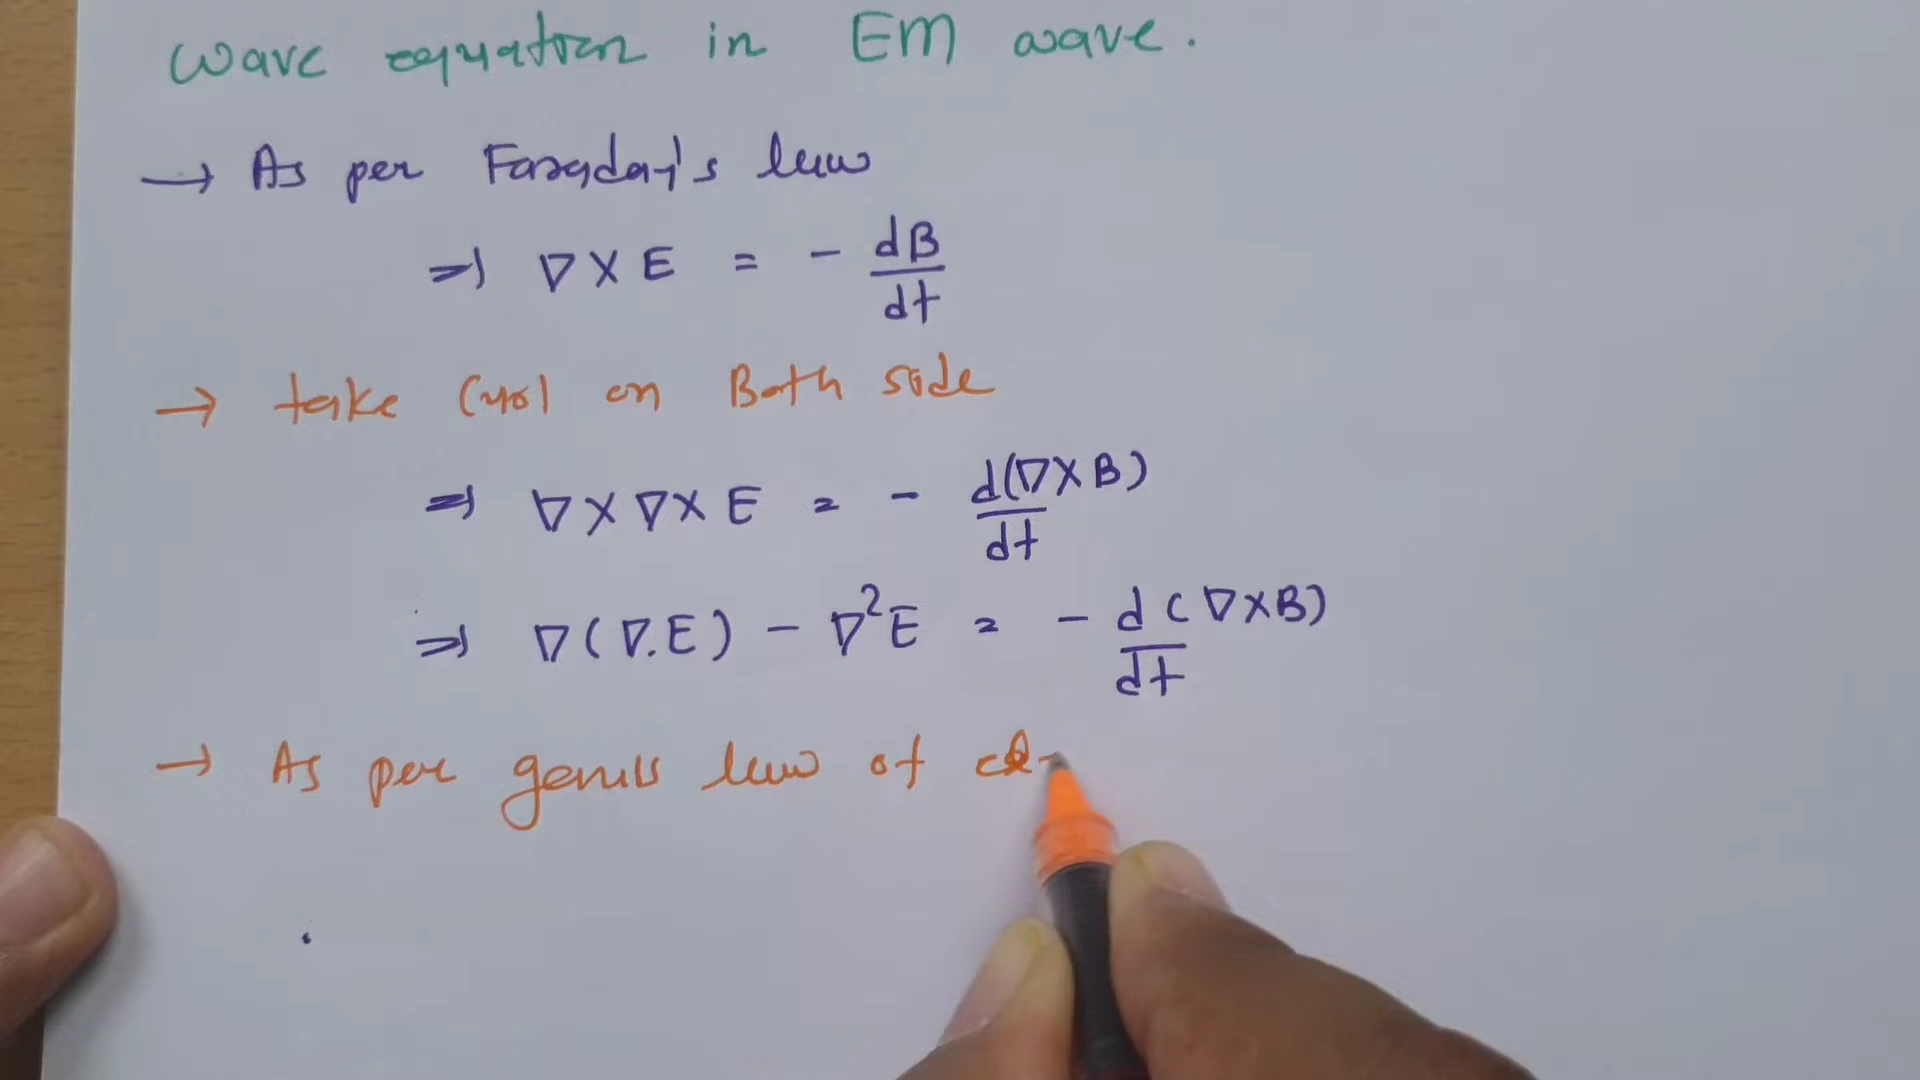 Wave equation in EM wave.
→ As per Faraday's law
⇒ ∇ X E = - dB/dt
→ take Curl on Both side
⇒ ∇ X ∇ X E = - d(∇ X B)/dt
⇒ ∇(∇.E) - ∇²E = - d(∇ X B)/dt
→ As per law of